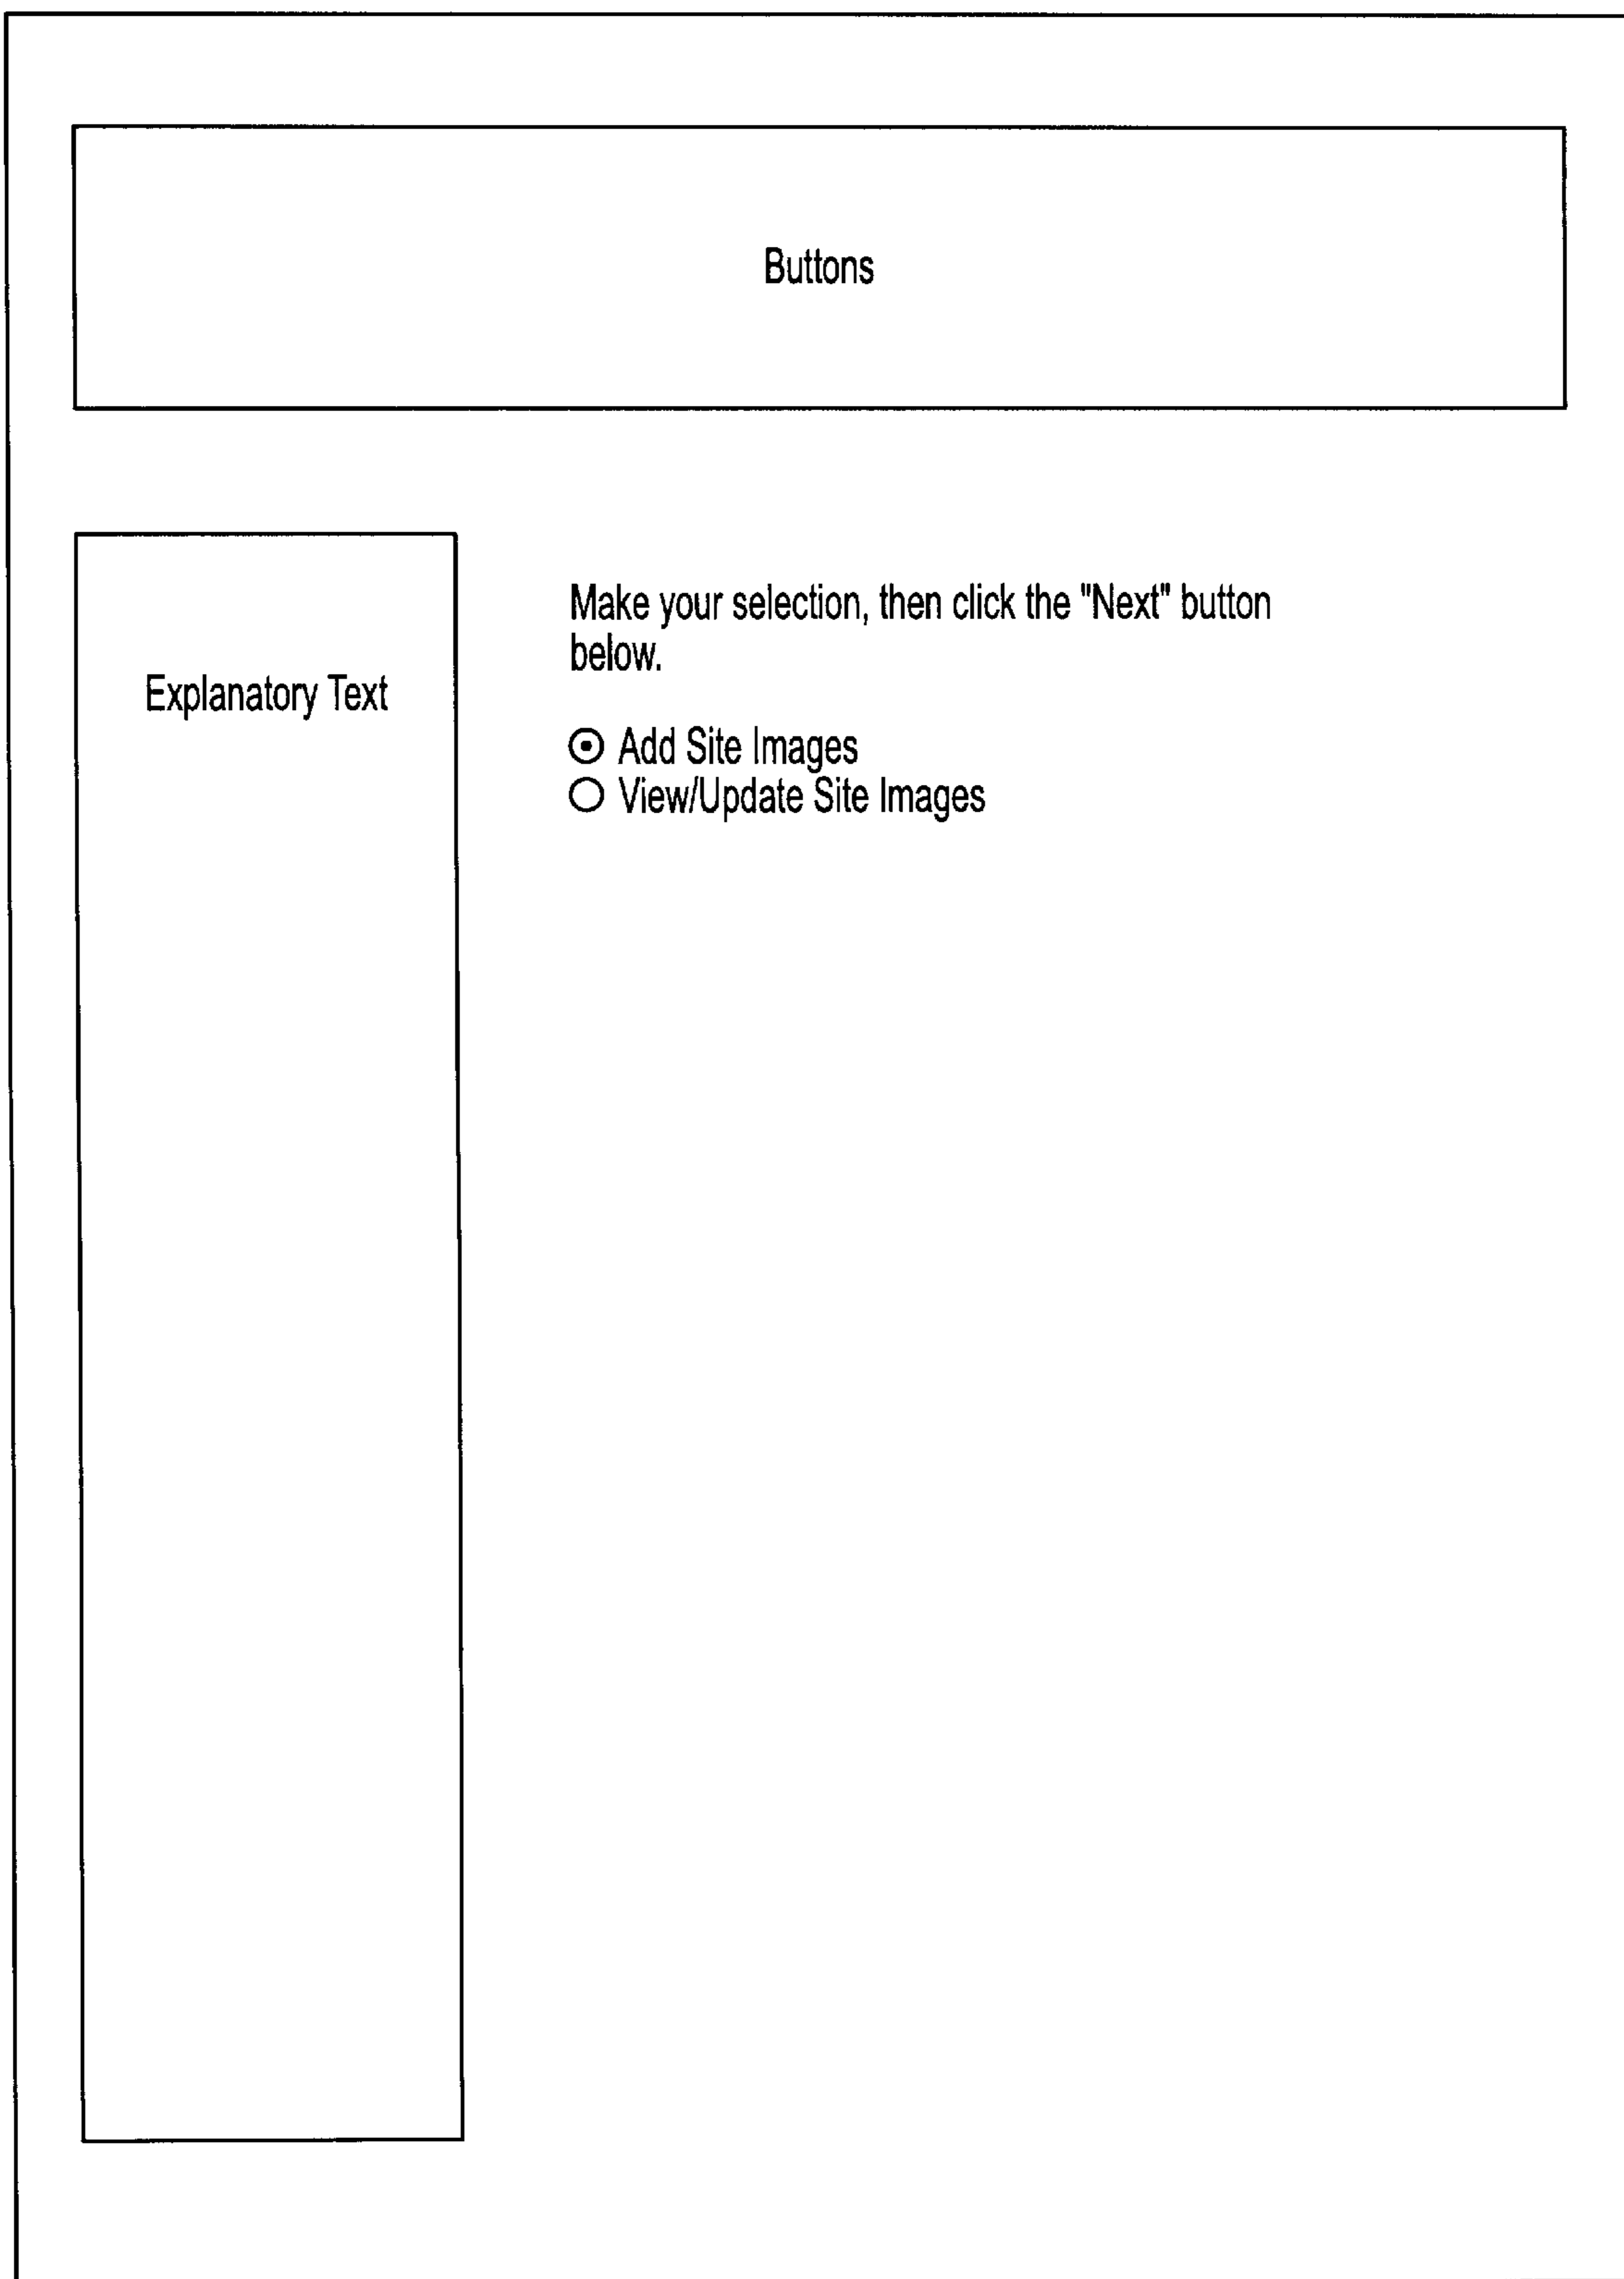 Buttons
Explanatory Text
Make your selection, then click the "Next" button
below.
Add Site Images
View/Update Site Images